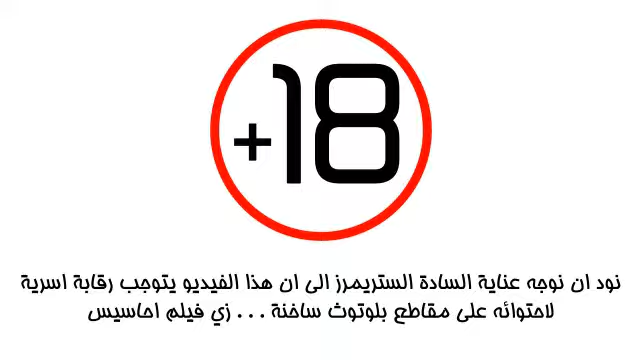 +18
نود ان نوجه عناية السادة الستريمرز الى ان هذا الفيديو يتوجب رقابة اسرية
لاحتوائه على مقاطع بلوتوث ساخنة . . . زي فيلم احاسيس